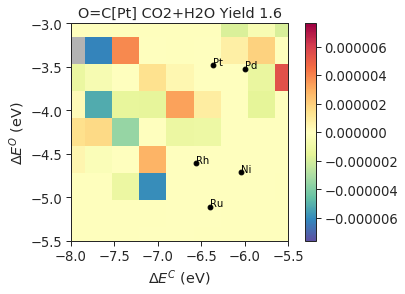 O=C[Pt] CO2+H2O Yield 1.6
−3.0
−3.5
−4.0
−4.5
−5.0
−5.5
ΔE^O (eV)
Pt
Pd
Rh
Ni
Ru
−8.0 −7.5 −7.0 −6.5 −6.0 −5.5
ΔE^C (eV)
0.000006
0.000004
0.000002
0.000000
−0.000002
−0.000004
−0.000006